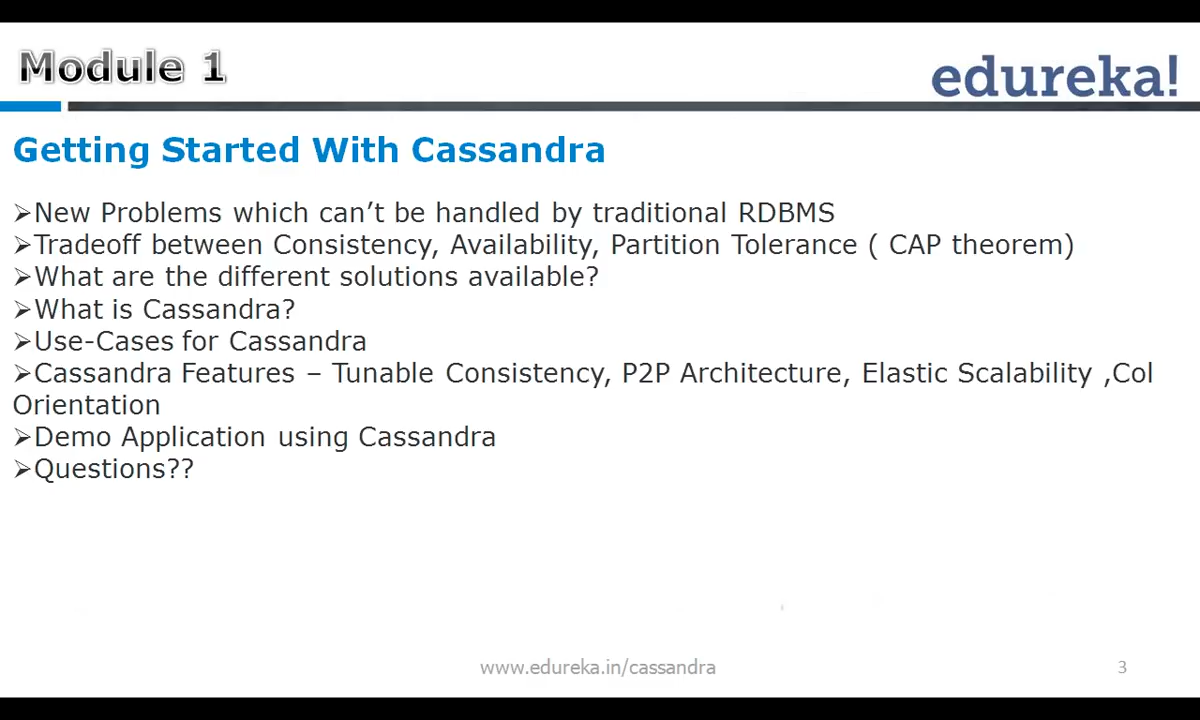 Module 1
edureka!
Getting Started With Cassandra
➢New Problems which can’t be handled by traditional RDBMS
➢Tradeoff between Consistency, Availability, Partition Tolerance ( CAP theorem)
➢What are the different solutions available?
➢What is Cassandra?
➢Use-Cases for Cassandra
➢Cassandra Features – Tunable Consistency, P2P Architecture, Elastic Scalability ,Col
Orientation
➢Demo Application using Cassandra
➢Questions??
www.edureka.in/cassandra
3